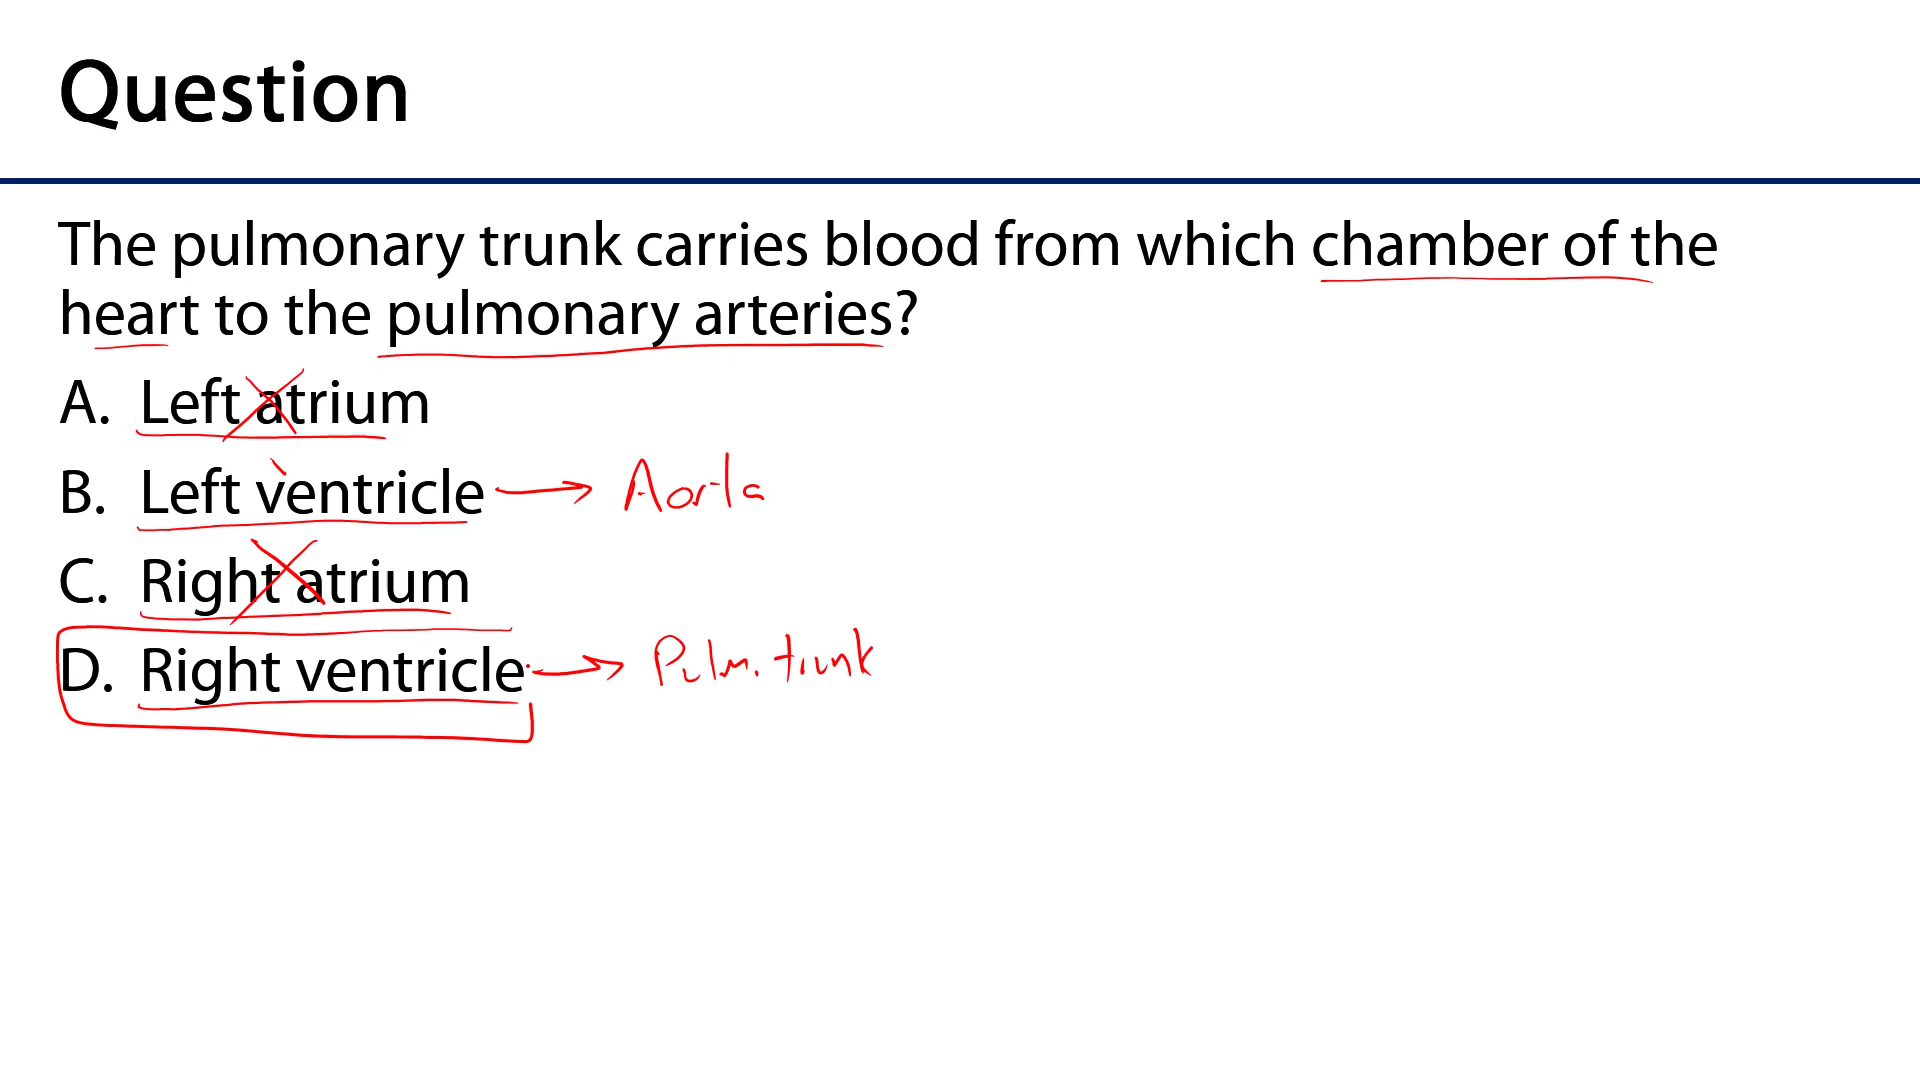 Question
The pulmonary trunk carries blood from which chamber of the
heart to the pulmonary arteries?
A. Left atrium
B. Left ventricle → Aorta
C. Right atrium
D. Right ventricle → Pulm. trunk